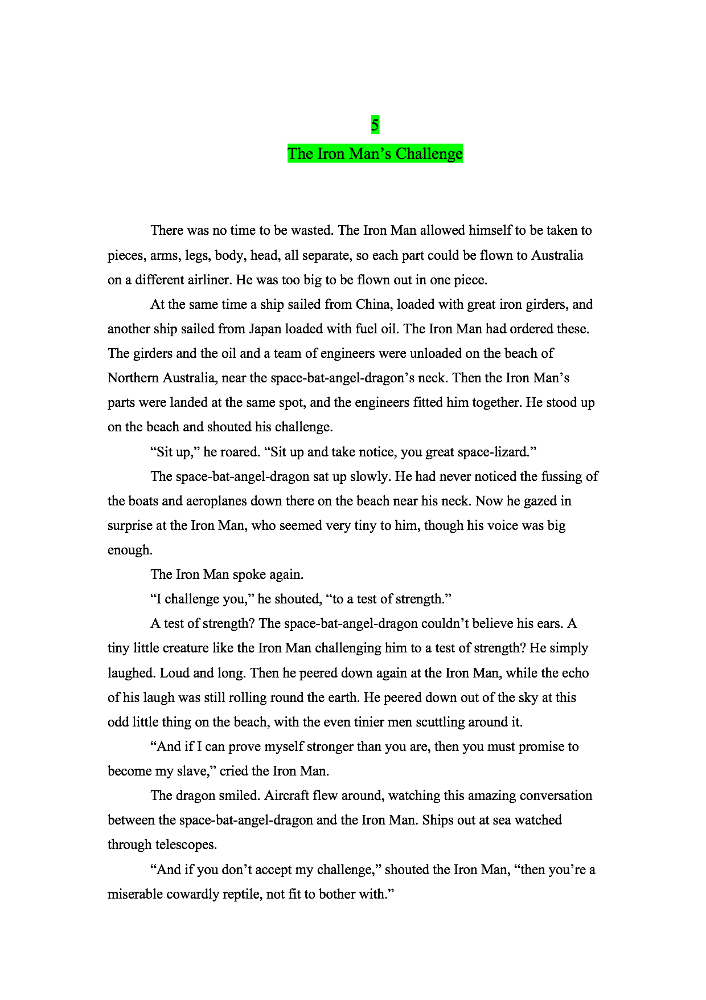 5
The Iron Man’s Challenge
There was no time to be wasted. The Iron Man allowed himself to be taken to
pieces, arms, legs, body, head, all separate, so each part could be flown to Australia
on a different airliner. He was too big to be flown out in one piece.
At the same time a ship sailed from China, loaded with great iron girders, and
another ship sailed from Japan loaded with fuel oil. The Iron Man had ordered these.
The girders and the oil and a team of engineers were unloaded on the beach of
Northern Australia, near the space-bat-angel-dragon’s neck. Then the Iron Man’s
parts were landed at the same spot, and the engineers fitted him together. He stood up
on the beach and shouted his challenge.
“Sit up,” he roared. “Sit up and take notice, you great space-lizard.”
The space-bat-angel-dragon sat up slowly. He had never noticed the fussing of
the boats and aeroplanes down there on the beach near his neck. Now he gazed in
surprise at the Iron Man, who seemed very tiny to him, though his voice was big
enough.
The Iron Man spoke again.
“I challenge you,” he shouted, “to a test of strength.”
A test of strength? The space-bat-angel-dragon couldn’t believe his ears. A
tiny little creature like the Iron Man challenging him to a test of strength? He simply
laughed. Loud and long. Then he peered down again at the Iron Man, while the echo
of his laugh was still rolling round the earth. He peered down out of the sky at this
odd little thing on the beach, with the even tinier men scuttling around it.
“And if I can prove myself stronger than you are, then you must promise to
become my slave,” cried the Iron Man.
The dragon smiled. Aircraft flew around, watching this amazing conversation
between the space-bat-angel-dragon and the Iron Man. Ships out at sea watched
through telescopes.
“And if you don’t accept my challenge,” shouted the Iron Man, “then you’re a
miserable cowardly reptile, not fit to bother with.”